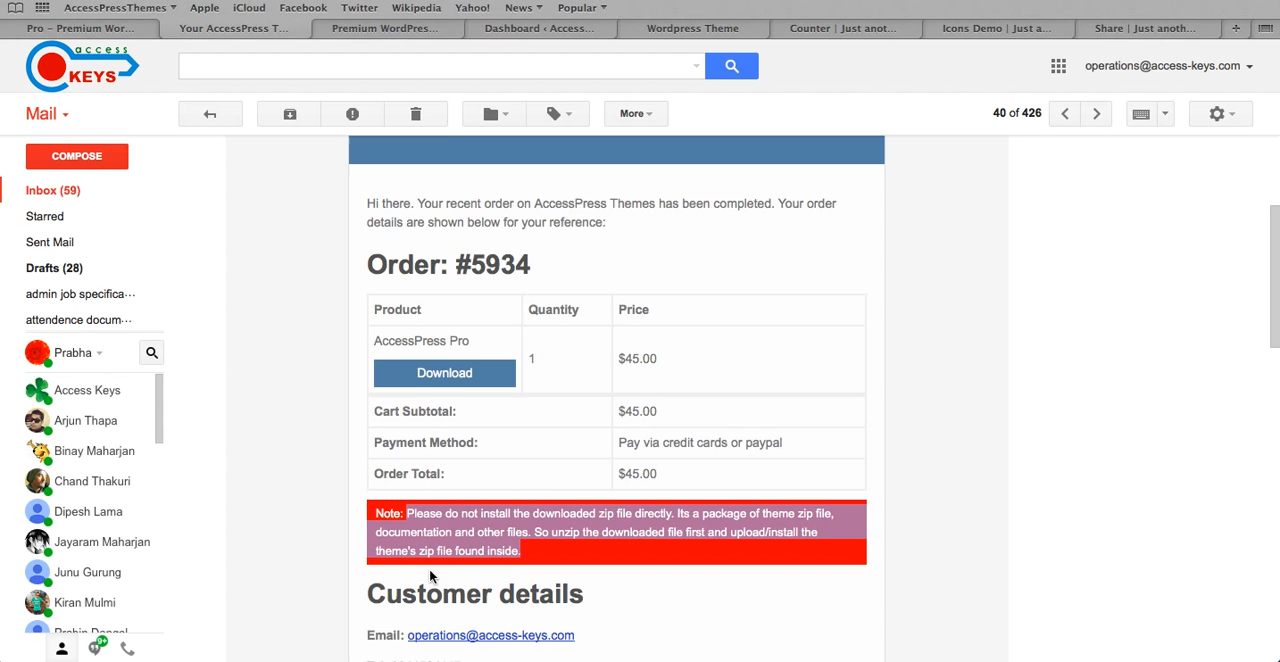 AccessPressThemes Apple iCloud Facebook Twitter Wikipedia Yahoo! News Popular
Pro – Premium Wor... Your AccessPress T... Premium WordPres... Dashboard ‹ Access... Wordpress Theme Counter | Just anot... Icons Demo | Just a... Share | Just anoth...
access
KEYS
operations@access-keys.com
Mail
More
40 of 426
COMPOSE
Inbox (59)
Starred
Sent Mail
Drafts (28)
admin job specifica...
attendence docum...
Prabha
Access Keys
Arjun Thapa
Binay Maharjan
Chand Thakuri
Dipesh Lama
Jayaram Maharjan
Junu Gurung
Kiran Mulmi
9+
Hi there. Your recent order on AccessPress Themes has been completed. Your order
details are shown below for your reference:
Order: #5934
Product Quantity Price
AccessPress Pro
Download
1 $45.00
Cart Subtotal: $45.00
Payment Method: Pay via credit cards or paypal
Order Total: $45.00
Note: Please do not install the downloaded zip file directly. Its a package of theme zip file,
documentation and other files. So unzip the downloaded file first and upload/install the
theme's zip file found inside.
Customer details
Email: operations@access-keys.com